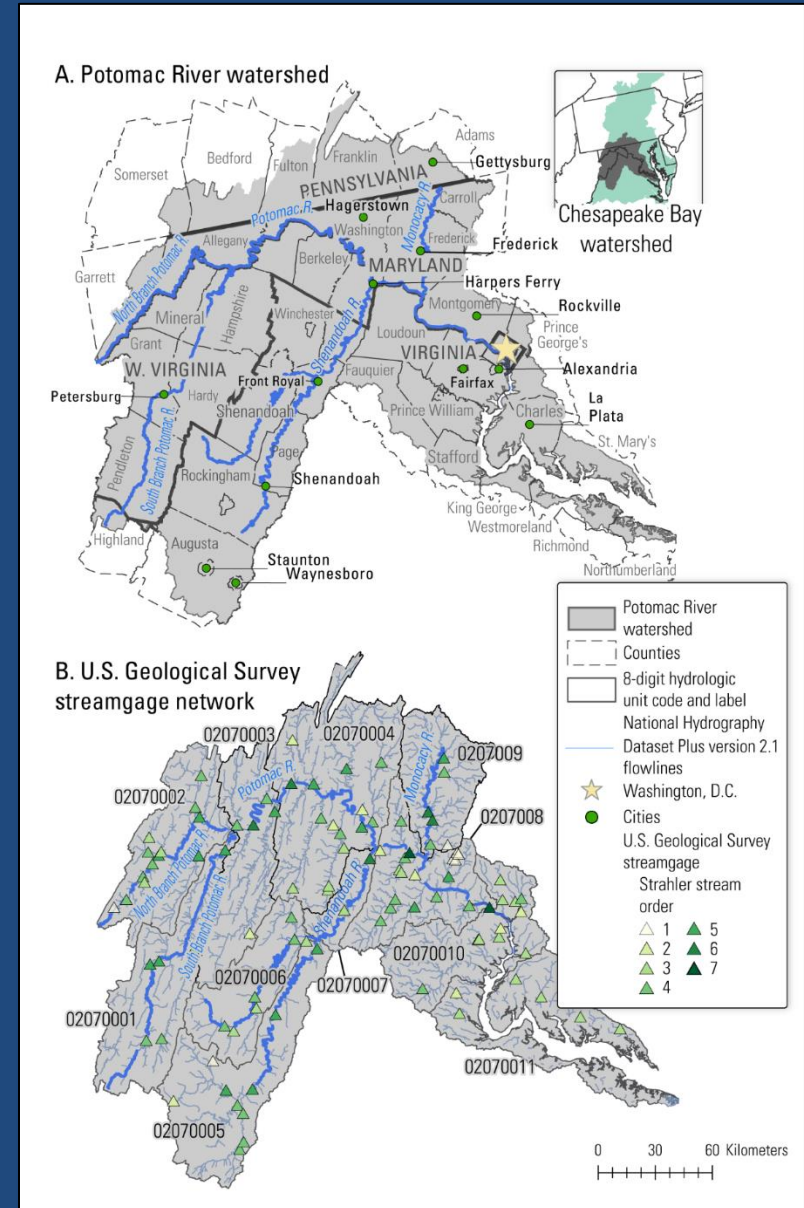 A. Potomac River watershed
Somerset
Bedford
Fulton
Franklin
Adams
Gettysburg
PENNSYLVANIA
Hagerstown
Potomac R.
Washington
Monocacy R.
Carroll
Frederick
Frederick
Allegany
Garrett
North Branch Potomac R.
Berkeley
MARYLAND
Harpers Ferry
Mineral
Hampshire
Winchester
Shenandoah R.
Loudoun
Montgomery
Rockville
Prince
George's
Grant
W. VIRGINIA
VIRGINIA
Fauquier
Fairfax
Alexandria
Petersburg
Hardy
Front Royal
Shenandoah
Prince William
Charles
La
Plata
South Branch Potomac R.
Page
Stafford
St. Mary's
Pendleton
Rockingham
Shenandoah
King George
Westmoreland
Richmond
Northumberland
Highland
Augusta
Staunton
Waynesboro
Chesapeake Bay
watershed
B. U.S. Geological Survey
streamgage network
02070003
02070004
0207009
Potomac R.
Monocacy R.
02070002
0207008
North Branch Potomac R.
South Branch Potomac R.
Shenandoah R.
02070010
02070006
02070007
02070001
02070011
02070005
Potomac River
watershed
Counties
8-digit hydrologic
unit code and label
National Hydrography
Dataset Plus version 2.1
flowlines
Washington, D.C.
Cities
U.S. Geological Survey
streamgage
Strahler stream
order
1 5
2 6
3 7
4
0 30 60 Kilometers